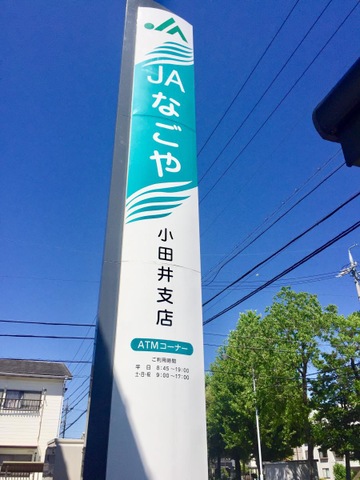 JA
JAなごや
小田井支店
ATMコーナー
ご利用時間
平 日 8:45~19:00
土・日・祝 9:00~17:00